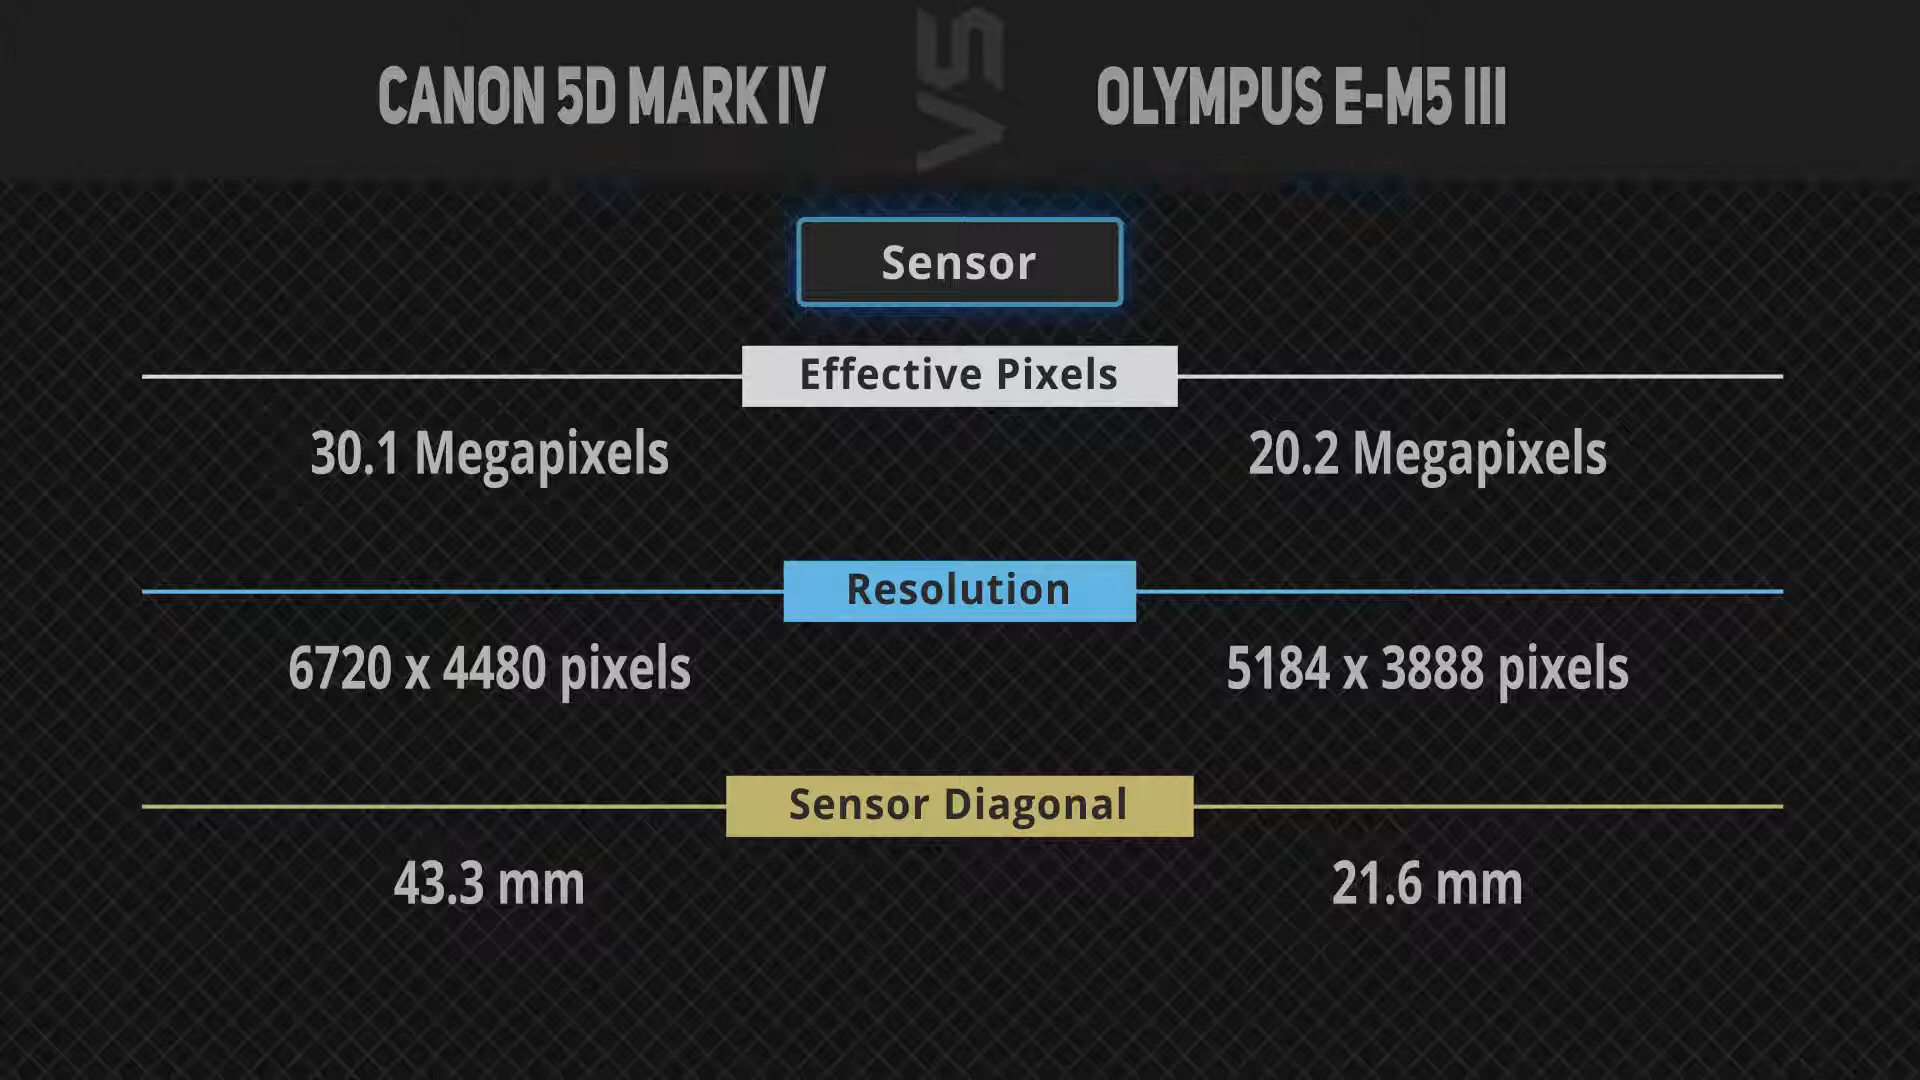 CANON 5D MARK IV VS OLYMPUS E-M5 III
Sensor
Effective Pixels
30.1 Megapixels 20.2 Megapixels
Resolution
6720 x 4480 pixels 5184 x 3888 pixels
Sensor Diagonal
43.3 mm 21.6 mm